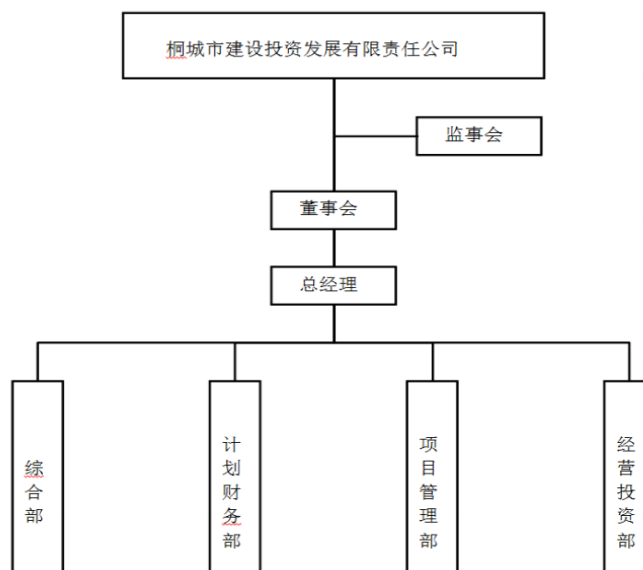 桐城市建设投资发展有限责任公司
监事会
董事会
总经理
综合部
计划财务部
项目管理部
经营投资部